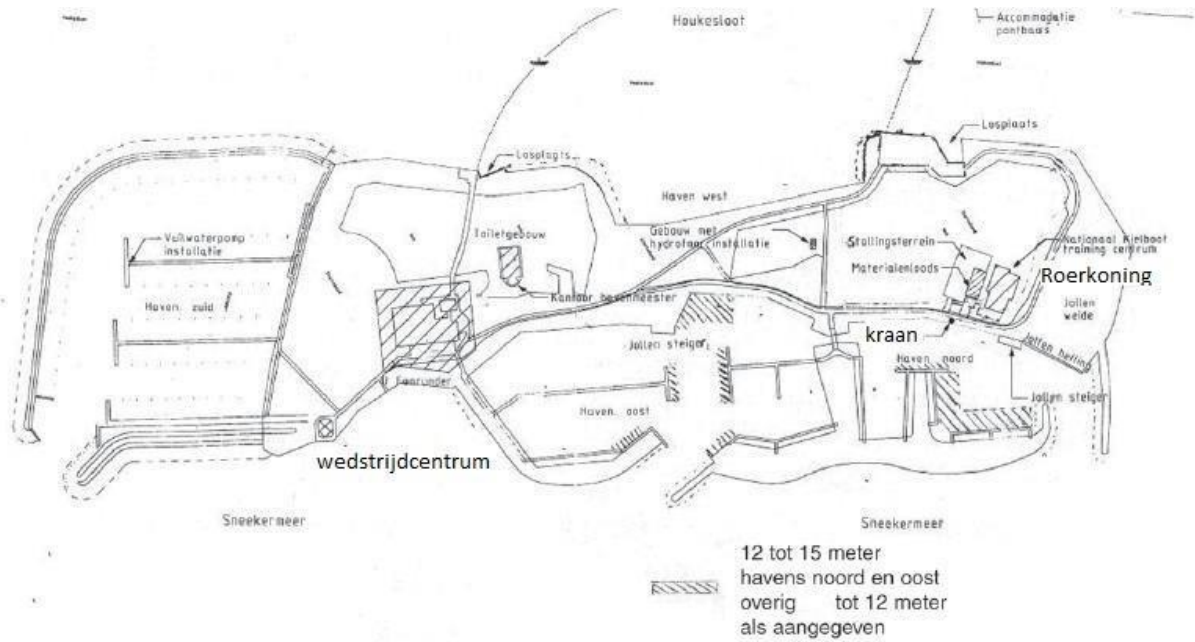 Houkesloot
Accommodatie
pontbaas
Losplaats
Losplaats
Haven west
Toiletgebouw
Gebouw met
hydrofoor installatie
Stallingsterrein
Nationaal Kielboot
training centrum
Vuilwaterpomp
installatie
Materialenloods
Roerkoning
Kantoor havenmeester
Jollen
weide
Haven zuid
kraan
Jollen steiger
Jollen helling
Haven noord
Jollen steiger
Haven oost
wedstrijdcentrum
Sneekermeer
Sneekermeer
12 tot 15 meter
havens noord en oost
overig tot 12 meter
als aangegeven